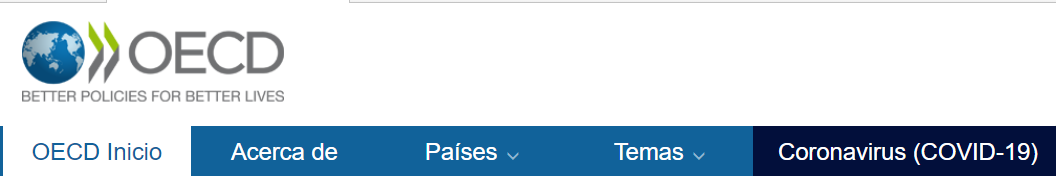 OECD
BETTER POLICIES FOR BETTER LIVES
OECD Inicio Acerca de Países Temas Coronavirus (COVID-19)